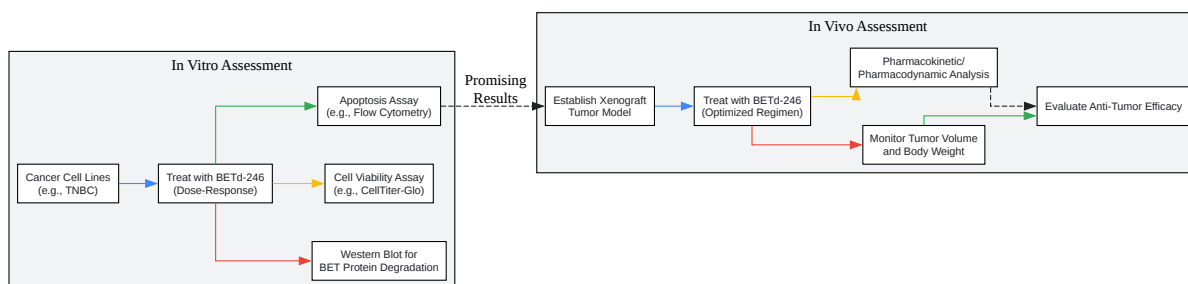 In Vitro Assessment
Cancer Cell Lines
(e.g., TNBC)
Treat with BETd-246
(Dose-Response)
Apoptosis Assay
(e.g., Flow Cytometry)
Cell Viability Assay
(e.g., CellTiter-Glo)
Western Blot for
BET Protein Degradation
Promising
Results
In Vivo Assessment
Establish Xenograft
Tumor Model
Treat with BETd-246
(Optimized Regimen)
Pharmacokinetic/
Pharmacodynamic Analysis
Monitor Tumor Volume
and Body Weight
Evaluate Anti-Tumor Efficacy